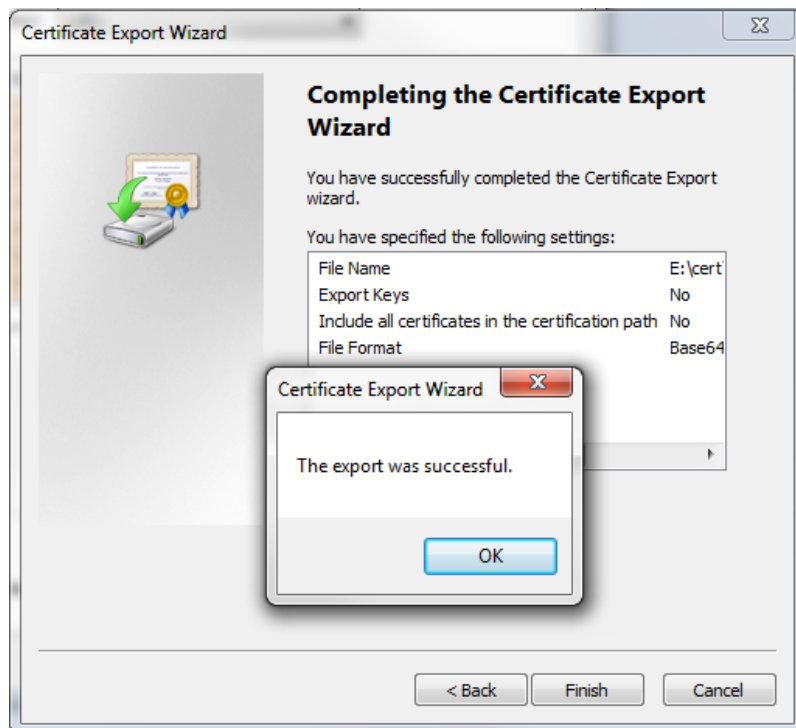 Certificate Export Wizard
Completing the Certificate Export
Wizard
You have successfully completed the Certificate Export
wizard.
You have specified the following settings:
File Name E:\cert\
Export Keys No
Include all certificates in the certification path No
File Format Base64
Certificate Export Wizard
The export was successful.
OK
< Back Finish Cancel